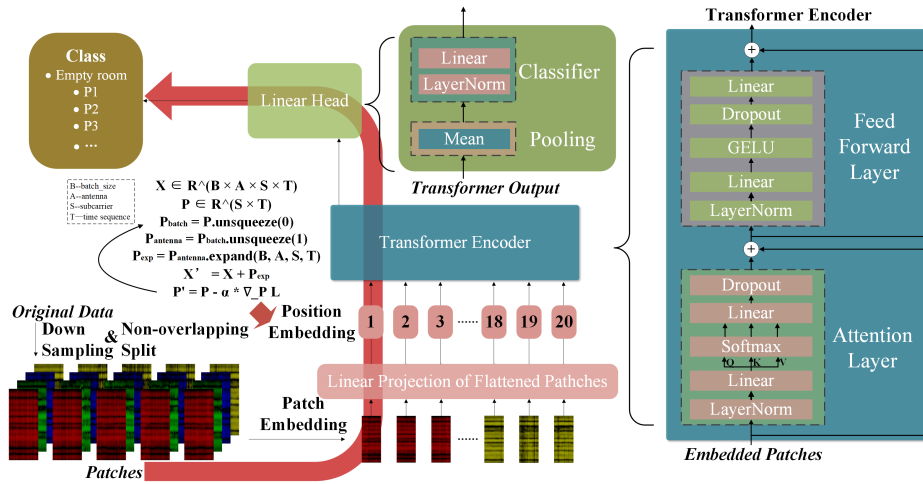 Class
• Empty room
• P1
• P2
• P3
• ...
B--batch_size
A--antenna
S--subcarrier
T—time sequence
X ∈ R^(B × A × S × T)
P ∈ R^(S × T)
Pbatch = P.unsqueeze(0)
Pantenna = Pbatch.unsqueeze(1)
Pexp = Pantenna.expand(B, A, S, T)
X' = X + Pexp
P' = P - α * ∇_P L
Original Data
Down
Sampling
&
Non-overlapping
Split
Patches
Position
Embedding
Patch
Embedding
Linear Head
Linear
LayerNorm
Classifier
Mean
Pooling
Transformer Output
Transformer Encoder
1
2
3
......
18
19
20
Linear Projection of Flattened Pathches
......
Transformer Encoder
+
Linear
Dropout
GELU
Linear
LayerNorm
Feed
Forward
Layer
+
Dropout
Linear
Softmax
Q
K
V
Linear
LayerNorm
Attention
Layer
Embedded Patches